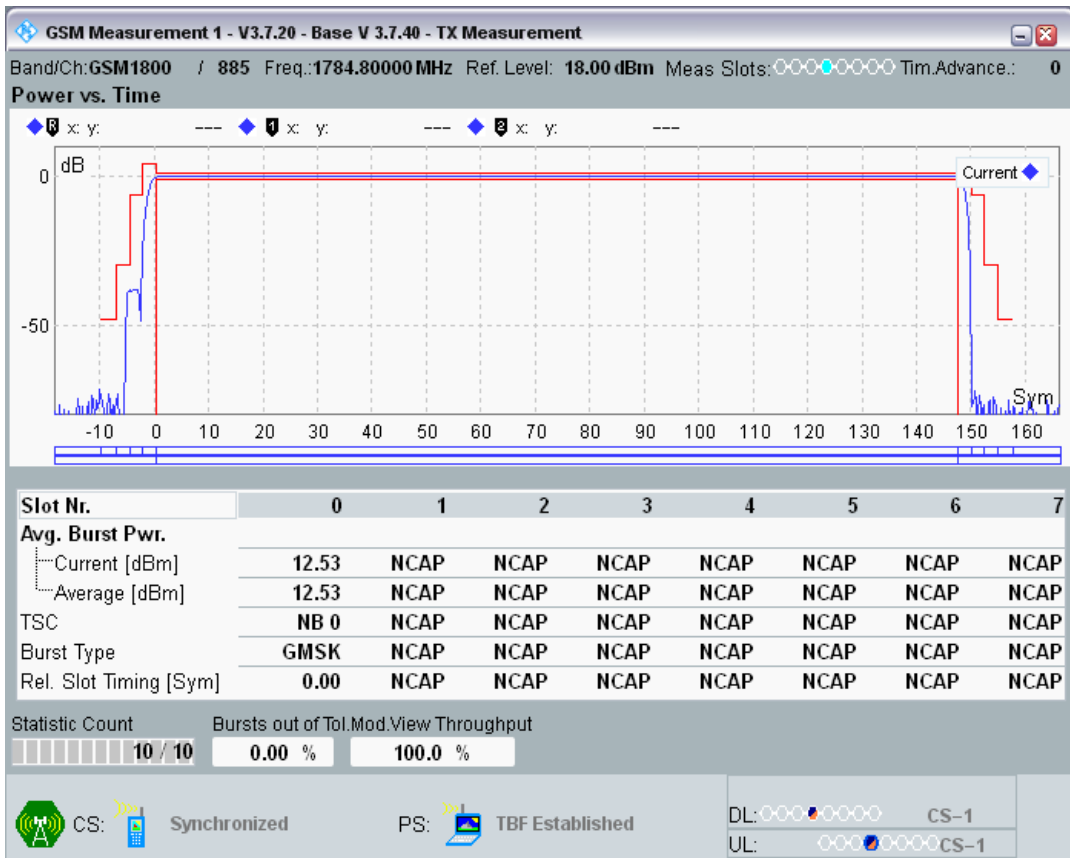 GSM Measurement 1 - V3.7.20 - Base V 3.7.40 - TX Measurement
Band/Ch:GSM1800 / 885 Freq.:1784.80000 MHz Ref. Level: 18.00 dBm Meas Slots: Tim.Advance.: 0
Power vs. Time
R x: y: --- 1 x: y: --- 2 x: y: ---
dB
Current
0
-50
Sym
-10 0 10 20 30 40 50 60 70 80 90 100 110 120 130 140 150 160
Slot Nr. 0 1 2 3 4 5 6 7
Avg. Burst Pwr.
Current [dBm] 12.53 NCAP NCAP NCAP NCAP NCAP NCAP NCAP
Average [dBm] 12.53 NCAP NCAP NCAP NCAP NCAP NCAP NCAP
TSC NB 0 NCAP NCAP NCAP NCAP NCAP NCAP NCAP
Burst Type GMSK NCAP NCAP NCAP NCAP NCAP NCAP NCAP
Rel. Slot Timing [Sym] 0.00 NCAP NCAP NCAP NCAP NCAP NCAP NCAP
Statistic Count Bursts out of Tol.Mod.View Throughput
10 / 10 0.00 % 100.0 %
CS: Synchronized PS: TBF Established
DL: CS-1
UL: CS-1